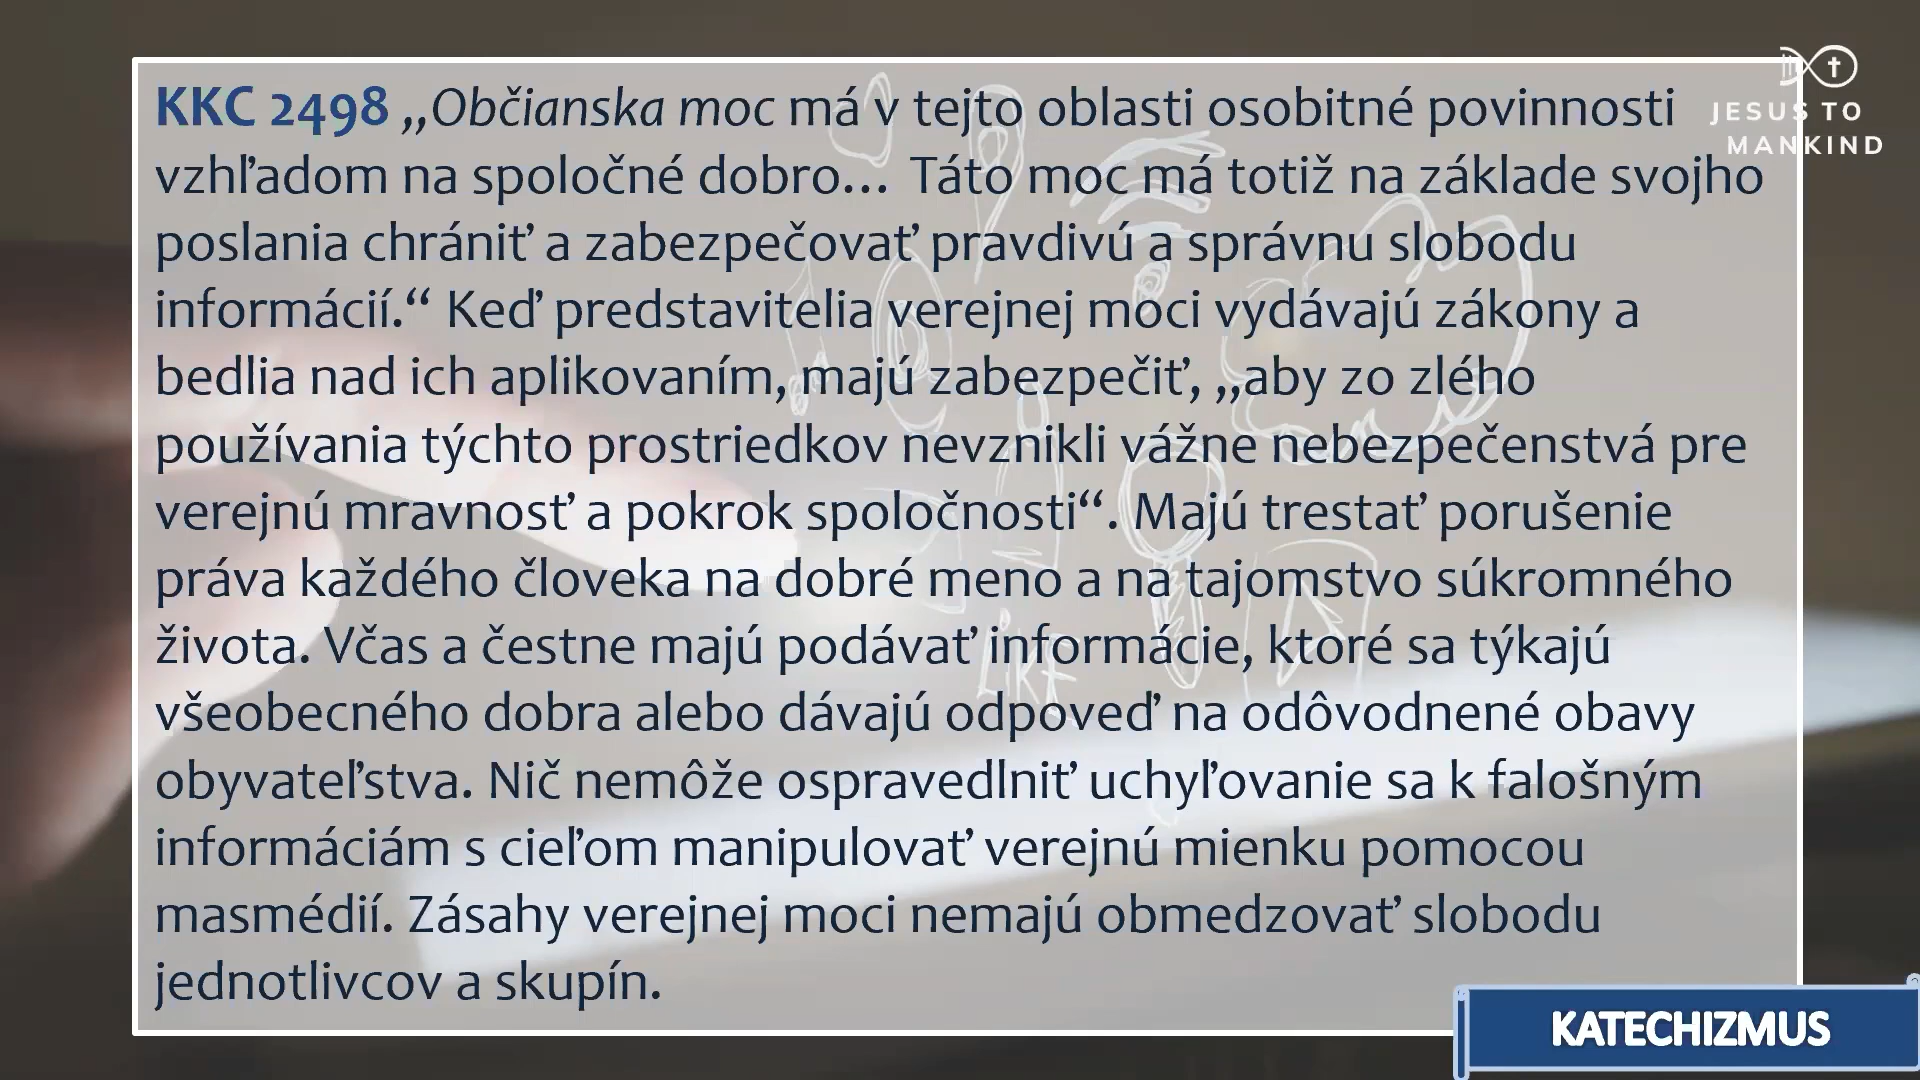 KKC 2498 „Občianska moc má v tejto oblasti osobitné povinnosti
vzhľadom na spoločné dobro… Táto moc má totiž na základe svojho
poslania chrániť a zabezpečovať pravdivú a správnu slobodu
informácií.“ Keď predstavitelia verejnej moci vydávajú zákony a
bedlia nad ich aplikovaním, majú zabezpečiť, „aby zo zlého
používania týchto prostriedkov nevznikli vážne nebezpečenstvá pre
verejnú mravnosť a pokrok spoločnosti“. Majú trestať porušenie
práva každého človeka na dobré meno a na tajomstvo súkromného
života. Včas a čestne majú podávať informácie, ktoré sa týkajú
všeobecného dobra alebo dávajú odpoveď na odôvodnené obavy
obyvateľstva. Nič nemôže ospravedlniť uchyľovanie sa k falošným
informáciám s cieľom manipulovať verejnú mienku pomocou
masmédií. Zásahy verejnej moci nemajú obmedzovať slobodu
jednotlivcov a skupín.
JESUS TO
MANKIND
LIKE
KATECHIZMUS